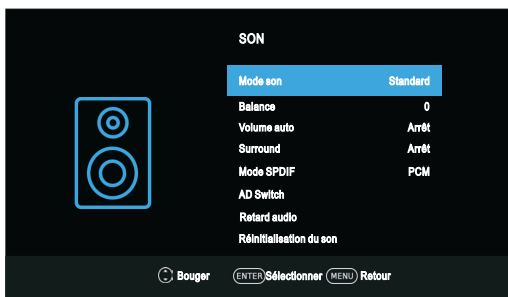 SON
Mode son Standard
Balance 0
Volume auto Arrêt
Surround Arrêt
Mode SPDIF PCM
AD Switch
Retard audio
Réinitialisation du son
Bouger ENTER Sélectionner MENU Retour